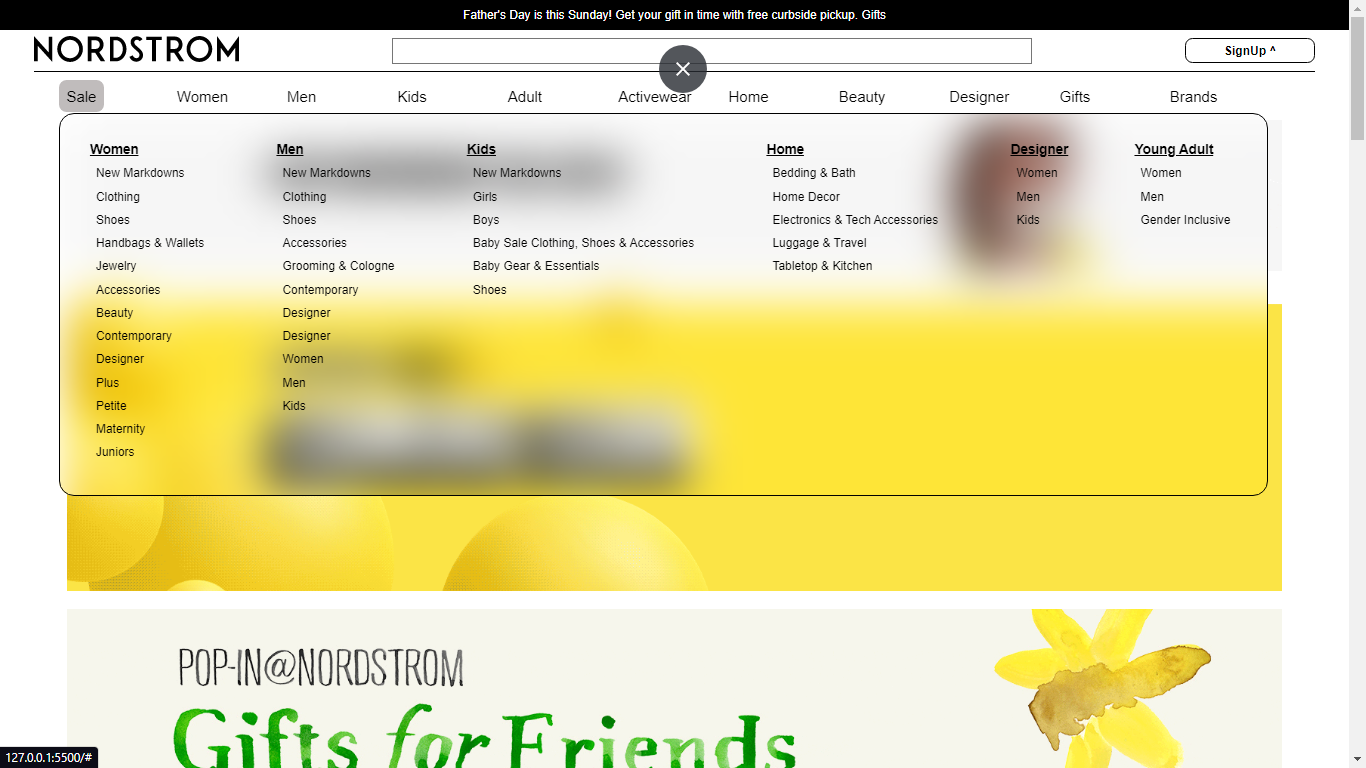 Father's Day is this Sunday! Get your gift in time with free curbside pickup. Gifts
NORDSTROM
SignUp ^
Sale Women Men Kids Adult Activewear Home Beauty Designer Gifts Brands
Women
New Markdowns
Clothing
Shoes
Handbags & Wallets
Jewelry
Accessories
Beauty
Contemporary
Designer
Plus
Petite
Maternity
Juniors
Men
New Markdowns
Clothing
Shoes
Accessories
Grooming & Cologne
Contemporary
Designer
Designer
Women
Men
Kids
Kids
New Markdowns
Girls
Boys
Baby Sale Clothing, Shoes & Accessories
Baby Gear & Essentials
Shoes
Home
Bedding & Bath
Home Decor
Electronics & Tech Accessories
Luggage & Travel
Tabletop & Kitchen
Designer
Women
Men
Kids
Young Adult
Women
Men
Gender Inclusive
POP-IN@NORDSTROM
Gifts for Friends
127.0.0.1:5500/#